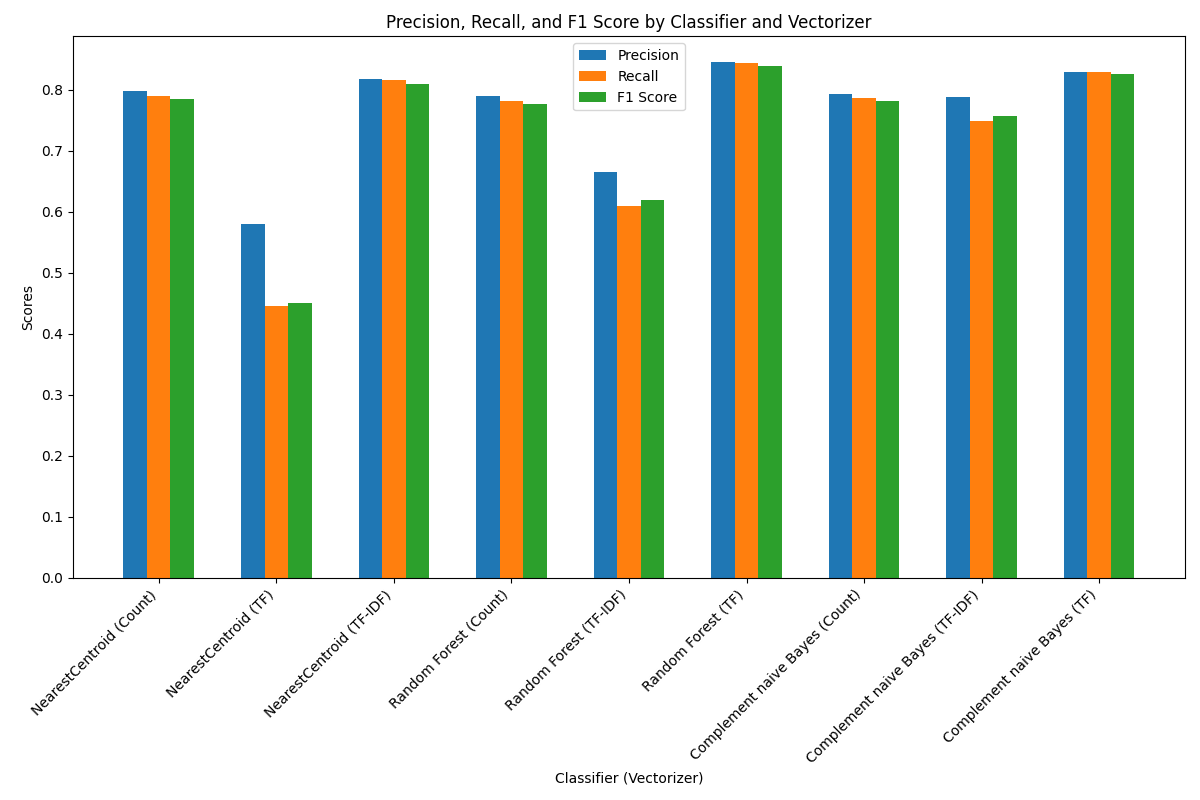 Precision, Recall, and F1 Score by Classifier and Vectorizer
Precision
Recall
F1 Score
Scores
0.8
0.7
0.6
0.5
0.4
0.3
0.2
0.1
0.0
NearestCentroid (Count)
NearestCentroid (TF)
NearestCentroid (TF-IDF)
Random Forest (Count)
Random Forest (TF-IDF)
Random Forest (TF)
Complement naive Bayes (Count)
Complement naive Bayes (TF-IDF)
Complement naive Bayes (TF)
Classifier (Vectorizer)